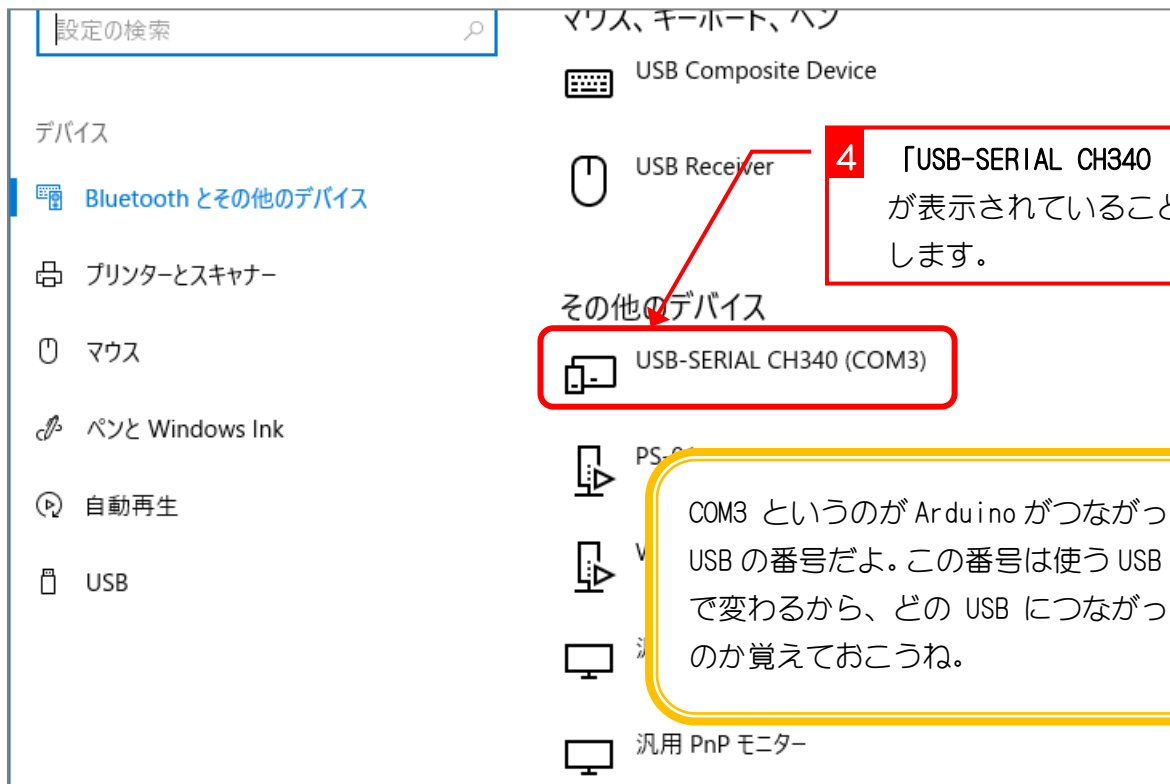 設定の検索
デバイス
Bluetooth とその他のデバイス
プリンターとスキャナー
マウス
ペンと Windows Ink
自動再生
USB
マウス、キーボード、ペン
USB Composite Device
USB Receiver
4
「USB-SERIAL CH340
が表示されていること
します。
その他のデバイス
USB-SERIAL CH340 (COM3)
COM3 というのが Arduino がつながっ
USB の番号だよ。この番号は使う USB
で変わるから、どの USB につながっ
のか覚えておこうね。
汎用 PnP モニター